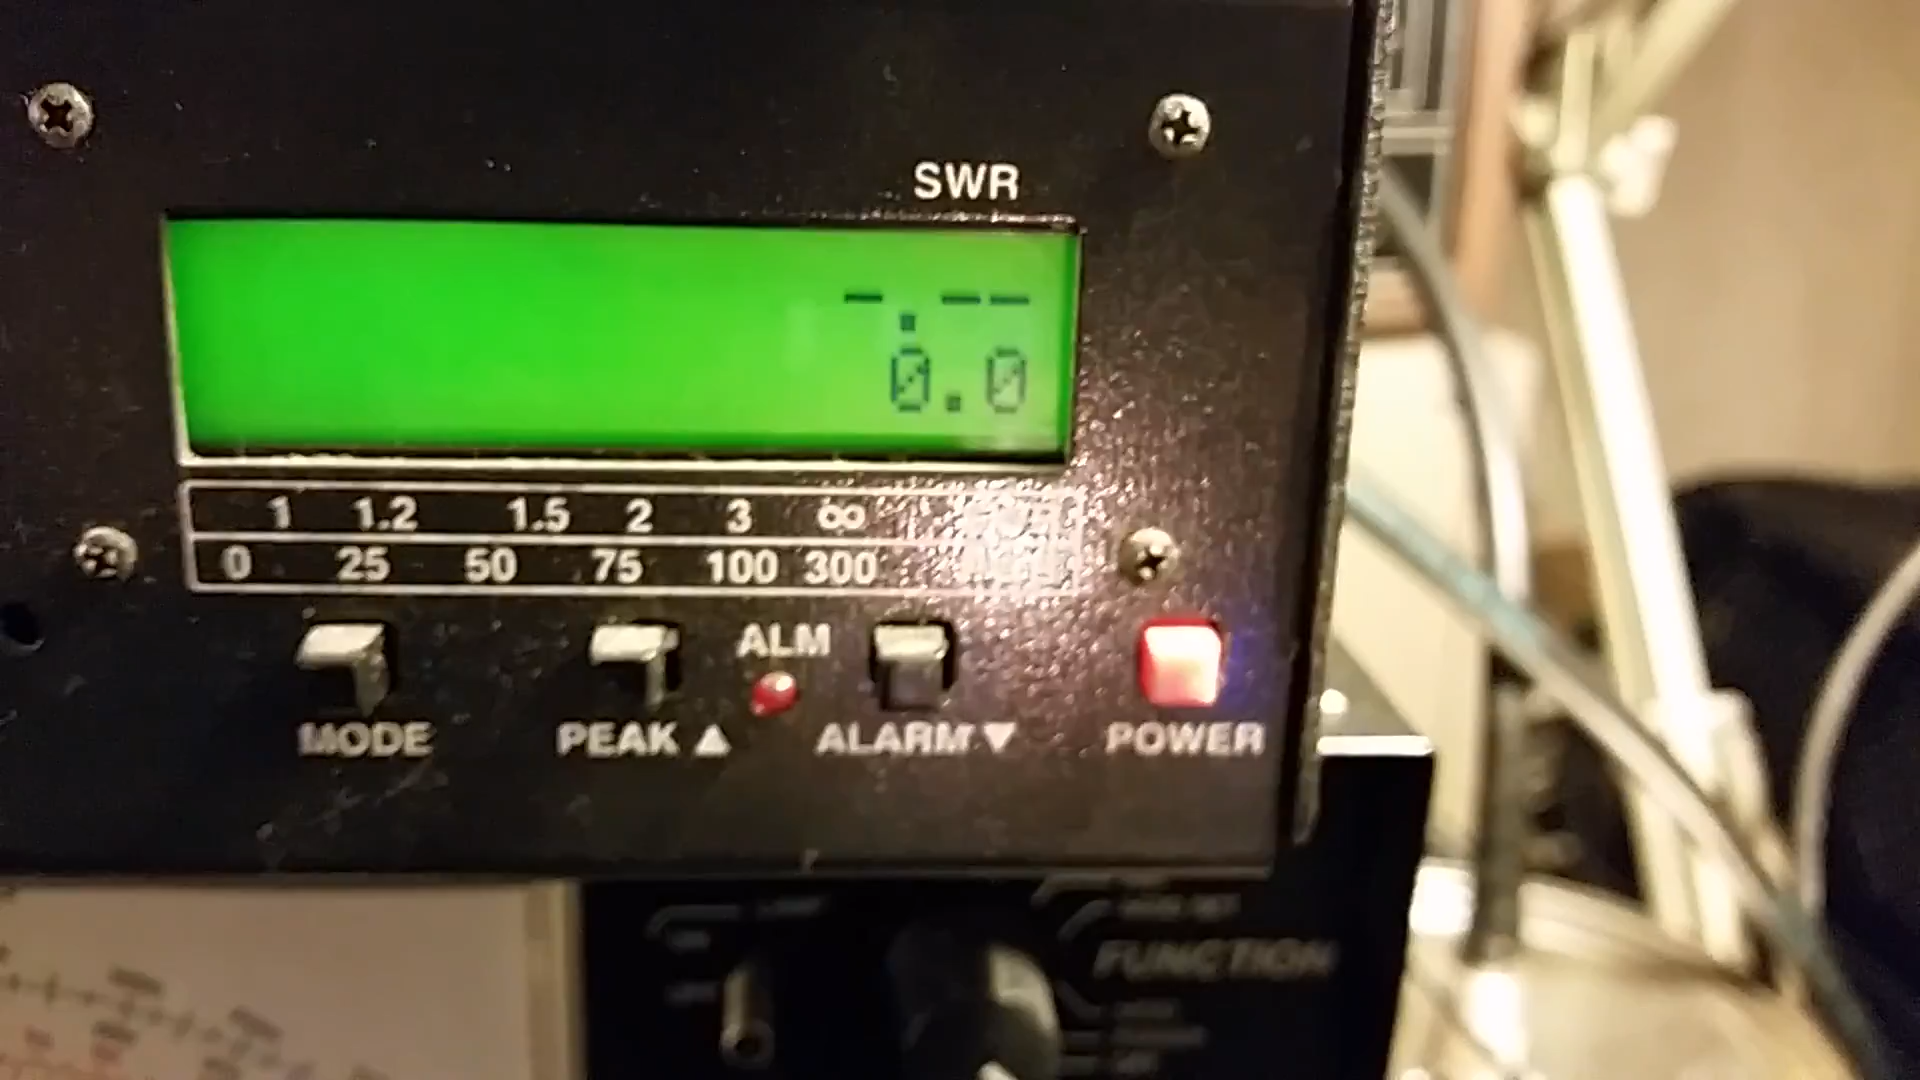 SWR
-.--
0.0
1 1.2 1.5 2 3 ∞
0 25 50 75 100 300
ALM
MODE PEAK ▲ ALARM ▼ POWER
FUNCTION